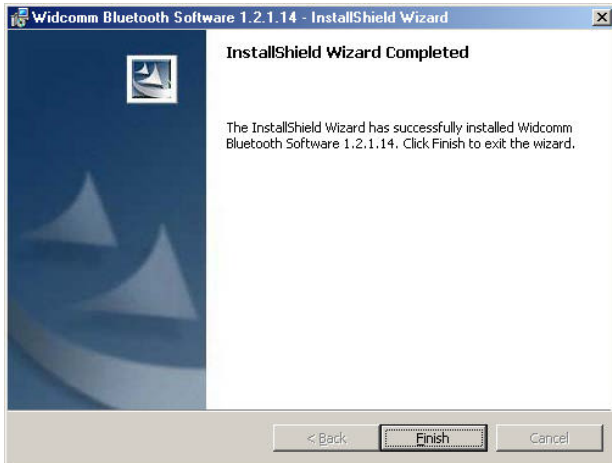 Widcomm Bluetooth Software 1.2.1.14 - InstallShield Wizard
InstallShield Wizard Completed
The InstallShield Wizard has successfully installed Widcomm
Bluetooth Software 1.2.1.14. Click Finish to exit the wizard.
< Back
Finish
Cancel